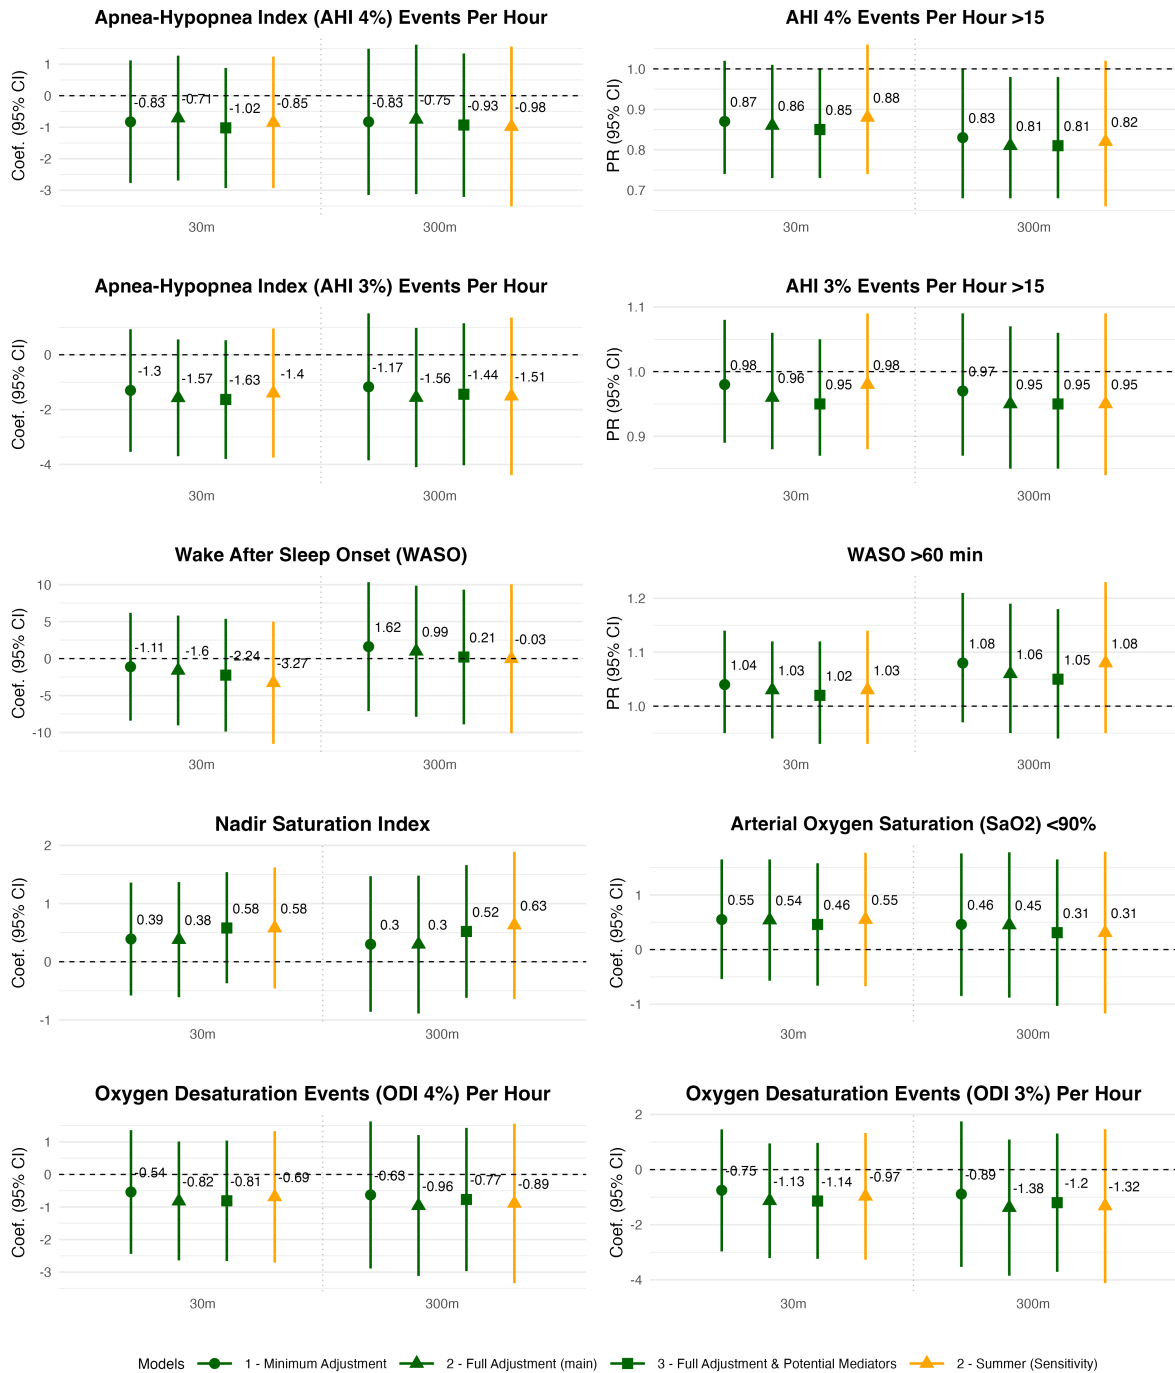 Apnea-Hypopnea Index (AHI 4%) Events Per Hour
Coef. (95% CI)
1
0
-1
-2
-3
-0.83
-0.71
-1.02
-0.85
-0.83
-0.75
-0.93
-0.98
30m
300m
AHI 4% Events Per Hour >15
PR (95% CI)
1.0
0.9
0.8
0.7
0.87
0.86
0.85
0.88
0.83
0.81
0.81
0.82
30m
300m
Apnea-Hypopnea Index (AHI 3%) Events Per Hour
Coef. (95% CI)
0
-2
-4
-1.3
-1.57
-1.63
-1.4
-1.17
-1.56
-1.44
-1.51
30m
300m
AHI 3% Events Per Hour >15
PR (95% CI)
1.1
1.0
0.9
0.98
0.96
0.95
0.98
0.97
0.95
0.95
0.95
30m
300m
Wake After Sleep Onset (WASO)
Coef. (95% CI)
10
5
0
-5
-10
-1.11
-1.6
-2.24
-3.27
1.62
0.99
0.21
-0.03
30m
300m
WASO >60 min
PR (95% CI)
1.2
1.1
1.0
1.04
1.03
1.02
1.03
1.08
1.06
1.05
1.08
30m
300m
Nadir Saturation Index
Coef. (95% CI)
2
1
0
-1
0.39
0.38
0.58
0.58
0.3
0.3
0.52
0.63
30m
300m
Arterial Oxygen Saturation (SaO2) <90%
Coef. (95% CI)
1
0
-1
0.55
0.54
0.46
0.55
0.46
0.45
0.31
0.31
30m
300m
Oxygen Desaturation Events (ODI 4%) Per Hour
Coef. (95% CI)
1
0
-1
-2
-3
-0.54
-0.82
-0.81
-0.69
-0.63
-0.96
-0.77
-0.89
30m
300m
Oxygen Desaturation Events (ODI 3%) Per Hour
Coef. (95% CI)
2
0
-2
-4
-0.75
-1.13
-1.14
-0.97
-0.89
-1.38
-1.2
-1.32
30m
300m
Models 1 - Minimum Adjustment 2 - Full Adjustment (main) 3 - Full Adjustment & Potential Mediators 2 - Summer (Sensitivity)